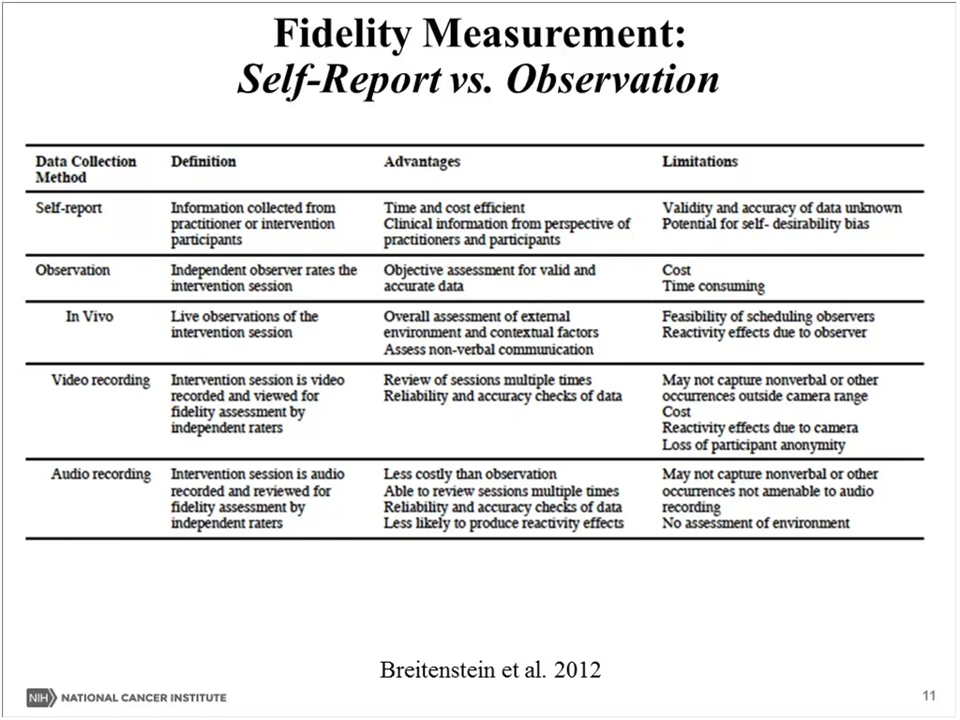 Fidelity Measurement:
Self-Report vs. Observation
Data Collection Method	Definition	Advantages	Limitations
Self-report	Information collected from practitioner or intervention participants	Time and cost efficient
Clinical information from perspective of practitioners and participants	Validity and accuracy of data unknown
Potential for self- desirability bias
Observation	Independent observer rates the intervention session	Objective assessment for valid and accurate data	Cost
Time consuming
In Vivo	Live observations of the intervention session	Overall assessment of external environment and contextual factors
Assess non-verbal communication	Feasibility of scheduling observers
Reactivity effects due to observer
Video recording	Intervention session is video recorded and viewed for fidelity assessment by independent raters	Review of sessions multiple times
Reliability and accuracy checks of data	May not capture nonverbal or other occurrences outside camera range
Cost
Reactivity effects due to camera
Loss of participant anonymity
Audio recording	Intervention session is audio recorded and reviewed for fidelity assessment by independent raters	Less costly than observation
Able to review sessions multiple times
Reliability and accuracy checks of data
Less likely to produce reactivity effects	May not capture nonverbal or other occurrences not amenable to audio recording
No assessment of environment
Breitenstein et al. 2012
NIH NATIONAL CANCER INSTITUTE
11